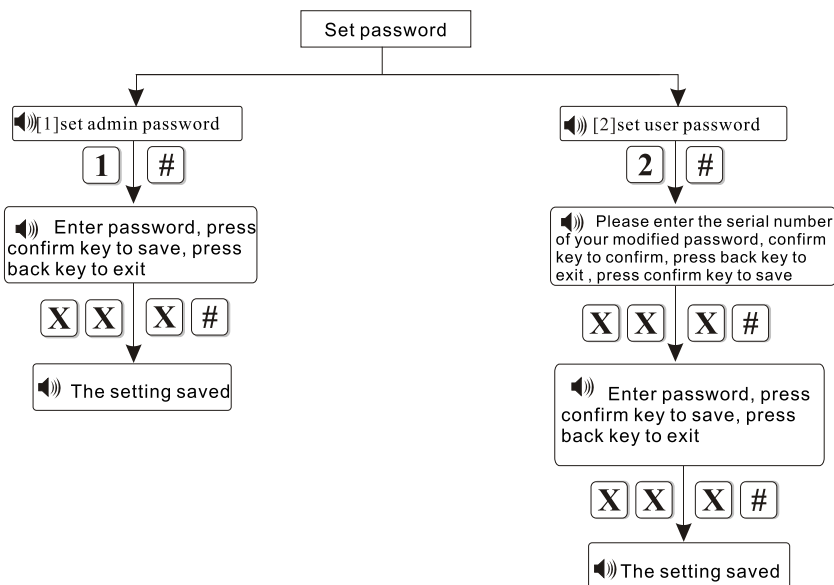 Set password
[1]set admin password
1 #
Enter password, press
confirm key to save, press
back key to exit
X X X #
The setting saved
[2]set user password
2 #
Please enter the serial number
of your modified password, confirm
key to confirm, press back key to
exit , press confirm key to save
X X X #
Enter password, press
confirm key to save, press
back key to exit
X X X #
The setting saved